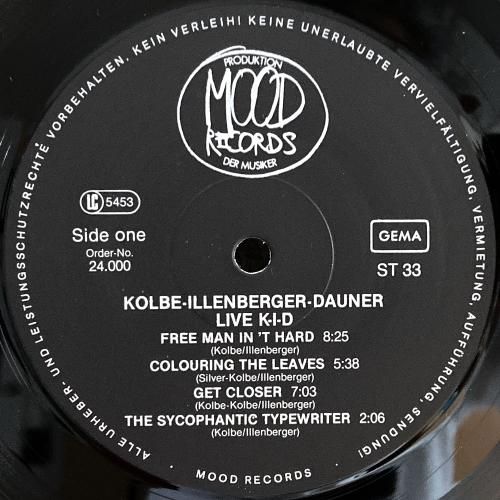 ALLE URHEBER- UND LEISTUNGSSCHUTZRECHTE VORBEHALTEN. KEIN VERLEIH! KEINE UNERLAUBTE VERVIELFÄLTIGUNG, VERMIETUNG, AUFFÜHRUNG, SENDUNG!
PRODUKTION
MOOD
RECORDS
DER MUSIKER
LC 5453
Side one
Order-No.
24.000
GEMA
ST 33
KOLBE-ILLENBERGER-DAUNER
LIVE K-I-D
FREE MAN IN 'T HARD 8:25
(Kolbe/Illenberger)
COLOURING THE LEAVES 5:38
(Silver-Kolbe/Illenberger)
GET CLOSER 7:03
(Kolbe-Kolbe/Illenberger)
THE SYCOPHANTIC TYPEWRITER 2:06
(Kolbe/Illenberger)
· MOOD RECORDS ·